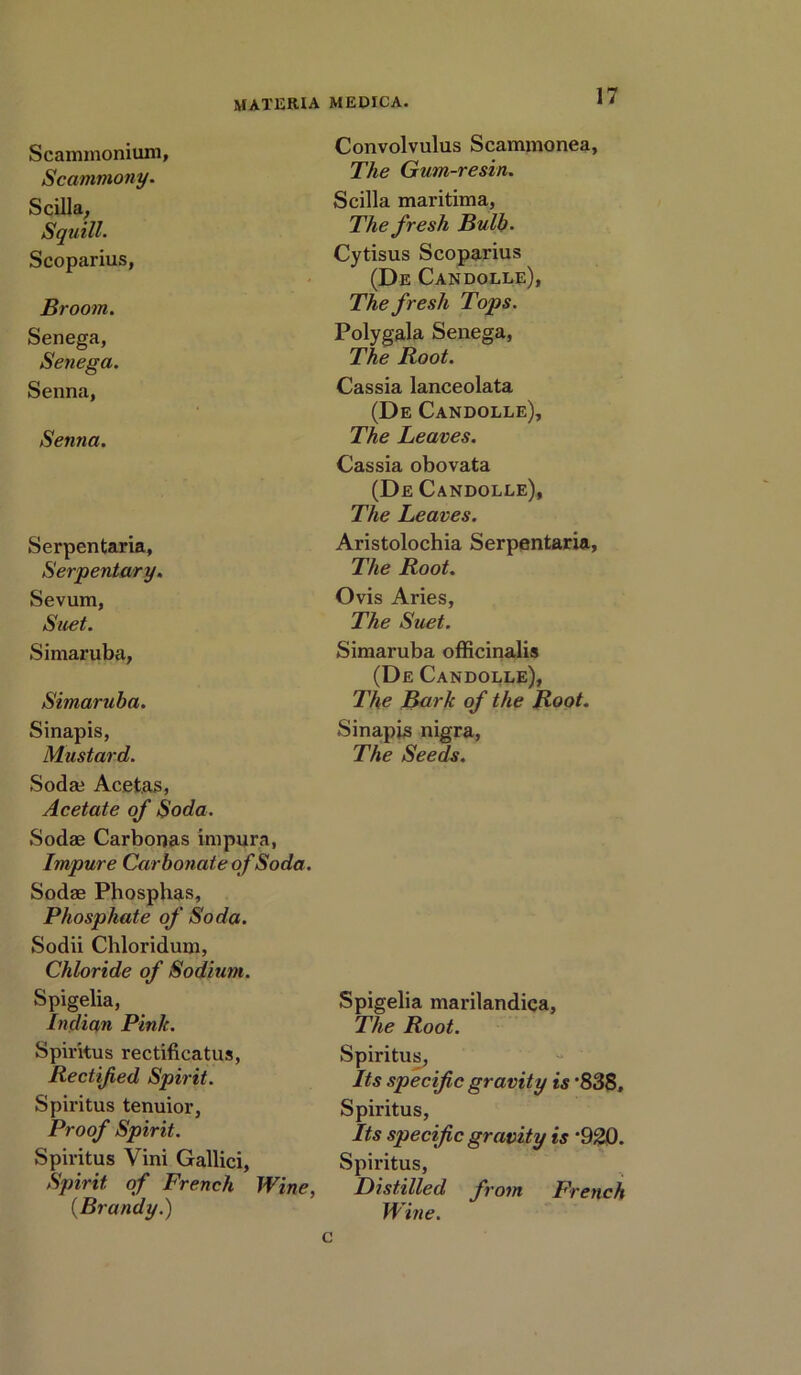 MATERIA MEDICA.
17
Scammonium,
Scammony.
Scilla,
Squill.
Scoparius,
Broom.
Senega,
Senega.
Senna,
Senna.
Serpentaria,
Serpentary.
Sevum,
Suet.
Simaruba,
Simaruba.
Sinapis,
Mustard.
Sodæ Acetas,
Acetate of Soda.
Sodæ Carbonas impura,
Impure Carbonate of Soda.
Sodæ Phosphas,
Phosphate of Soda.
Sodii Chloridum,
Chloride of Sodium.
Spigelia,
Indian Pink.
Spiritus rectificatus,
Rectified Spirit.
Spiritus tenuior,
Proof Spirit.
Spiritus Vini Gallici,
Spirit of French Wine,
(Brandy.)
Convolvulus Scammonea,
The Gum-resin.
Scilla maritima,
The fresh Bulb.
Cytisus Scoparius
(De Candolle),
The fresh Tops.
Polygala Senega,
The Root.
Cassia lanceolata
(De Candolle),
The Leaves.
Cassia obovata
(De Candolle),
The Leaves.
Aristolochia Serpentaria,
The Root.
Ovis Aries,
The Suet.
Simaruba officinalis
(De Candolle),
The Bark of the Root.
Sinapis nigra,
The Seeds.
Spigelia marilandica,
The Root.
Spiritus,
Its specific gravity is ·838.
Spiritus,
Its specific gravity is ·920.
Spiritus,
Distilled from French
Wine.
C